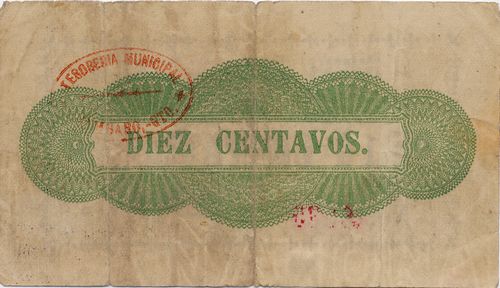 TESORERIA MUNICIPAL
DIEZ CENTAVOS.